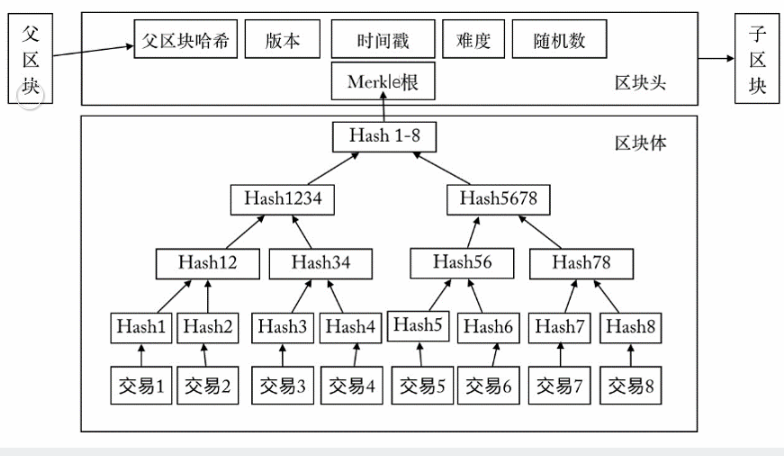 父区块
父区块哈希 版本 时间戳 难度 随机数
子区块
Merkle根
区块头
Hash 1-8
区块体
Hash1234 Hash5678
Hash12 Hash34 Hash56 Hash78
Hash1 Hash2 Hash3 Hash4 Hash5 Hash6 Hash7 Hash8
交易1 交易2 交易3 交易4 交易5 交易6 交易7 交易8